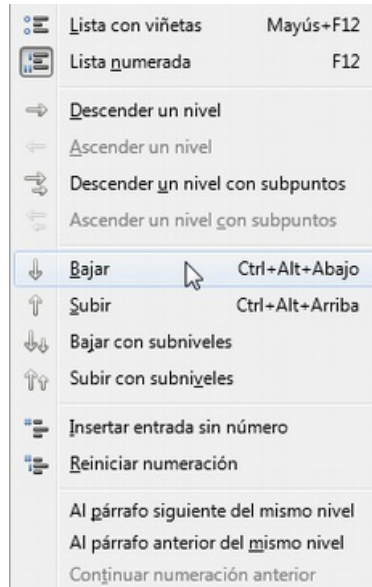 Lista con viñetas Mayús+F12
Lista numerada F12
Descender un nivel
Ascender un nivel
Descender un nivel con subpuntos
Ascender un nivel con subpuntos
Bajar Ctrl+Alt+Abajo
Subir Ctrl+Alt+Arriba
Bajar con subniveles
Subir con subniveles
Insertar entrada sin número
Reiniciar numeración
Al párrafo siguiente del mismo nivel
Al párrafo anterior del mismo nivel
Continuar numeración anterior